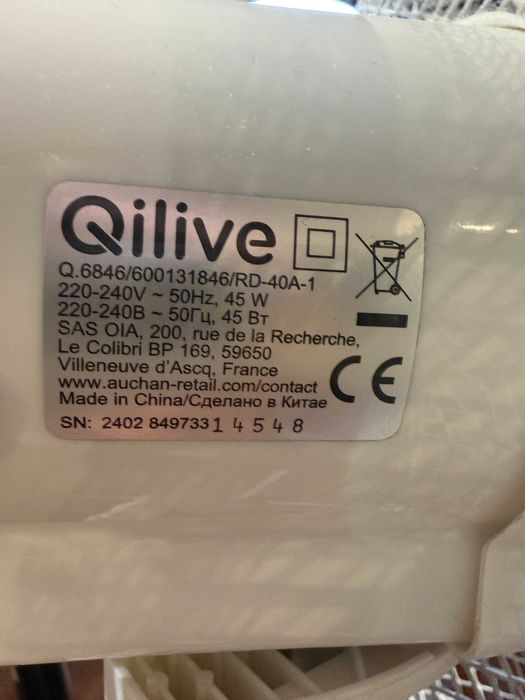 Qilive
Q.6846/600131846/RD-40A-1
220-240V ~ 50Hz, 45 W
220-240В ~ 50Гц, 45 Вт
SAS OIA, 200, rue de la Recherche,
Le Colibri BP 169, 59650
Villeneuve d'Ascq, France
www.auchan-retail.com/contact
Made in China/Сделано в Китае
CE
SN: 2402 849733 1 4 5 4 8